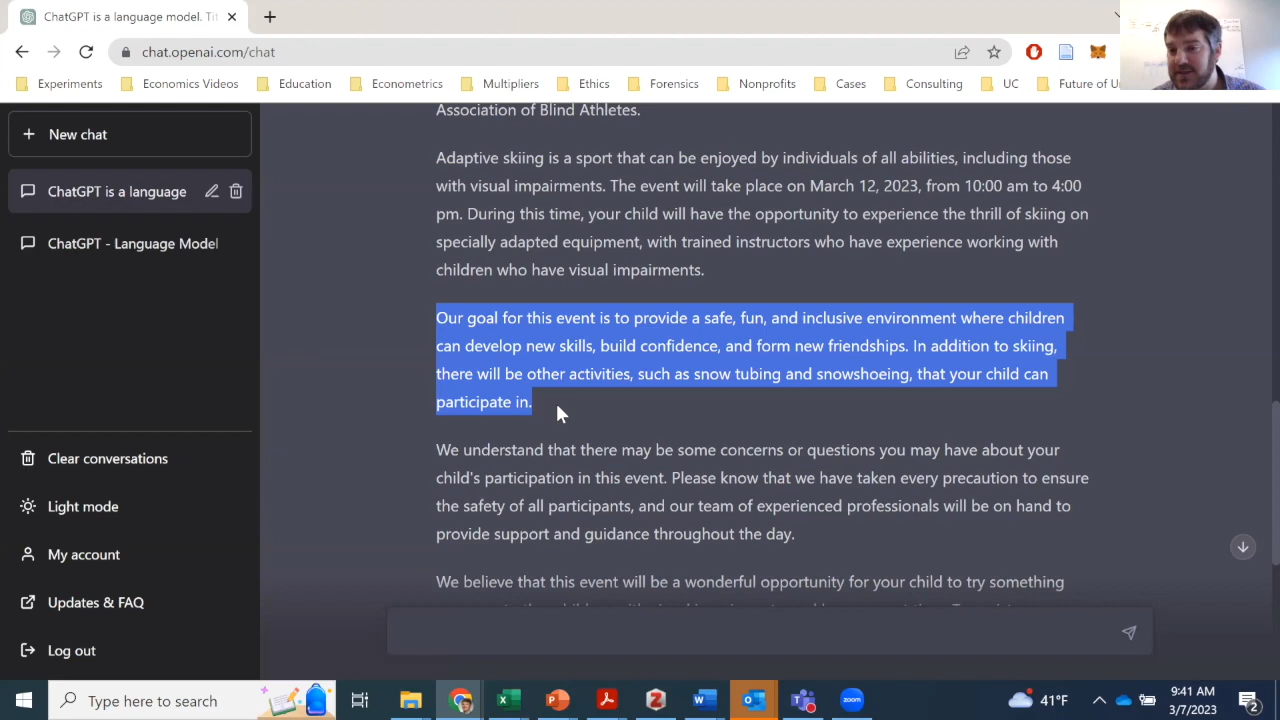 ChatGPT is a language model. Tit
chat.openai.com/chat
Experiments Economics Videos Education Econometrics Multiplier Ethics Forensics Nonprofits Cases Consulting UC Future of
New chat
ChatGPT is a language
ChatGPT - Language Model
Clear conversations
Light mode
My account
Updates & FAQ
Log out
Association of Blind Athletes.
Adaptive skiing is a sport that can be enjoyed by individuals of all abilities, including those
with visual impairments. The event will take place on March 12, 2023, from 10:00 am to 4:00
pm. During this time, your child will have the opportunity to experience the thrill of skiing on
specially adapted equipment, with trained instructors who have experience working with
children who have visual impairments.
Our goal for this event is to provide a safe, fun, and inclusive environment where children
can develop new skills, build confidence, and form new friendships. In addition to skiing,
there will be other activities, such as snow tubing and snowshoeing, that your child can
participate in.
We understand that there may be some concerns or questions you may have about your
child's participation in this event. Please know that we have taken every precaution to ensure
the safety of all participants, and our team of experienced professionals will be on hand to
provide support and guidance throughout the day.
We believe that this event will be a wonderful opportunity for your child to try something
Type here to search
41°F
9:41 AM
3/7/2023
2